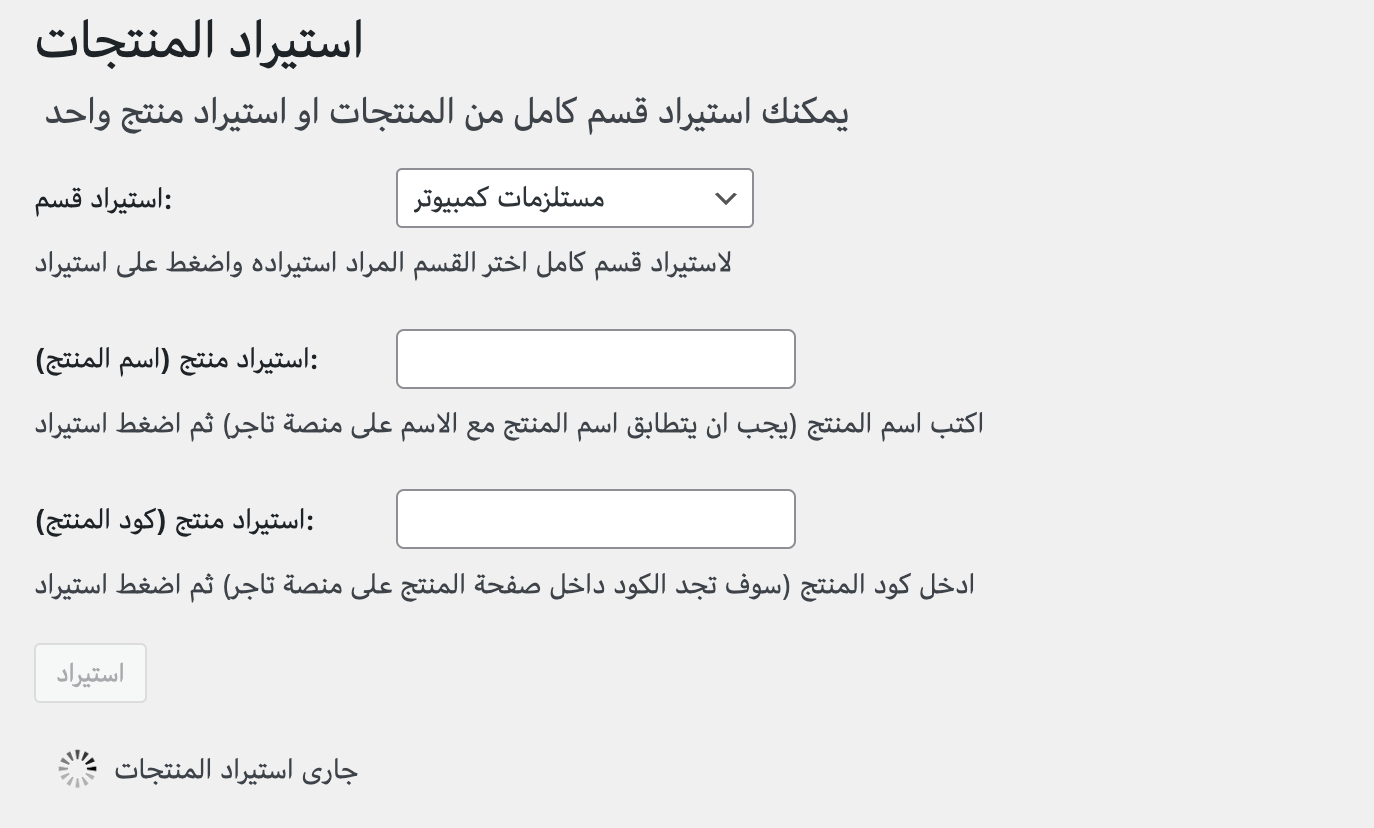 استيراد المنتجات
يمكنك استيراد قسم كامل من المنتجات او استيراد منتج واحد
استيراد قسم:
مستلزمات كمبيوتر
لاستيراد قسم كامل اختر القسم المراد استيراده واضغط على استيراد
استيراد منتج (اسم المنتج):
اكتب اسم المنتج (يجب ان يتطابق اسم المنتج مع الاسم على منصة تاجر) ثم اضغط استيراد
استيراد منتج (كود المنتج):
ادخل كود المنتج (سوف تجد الكود داخل صفحة المنتج على منصة تاجر) ثم اضغط استيراد
استيراد
جارى استيراد المنتجات